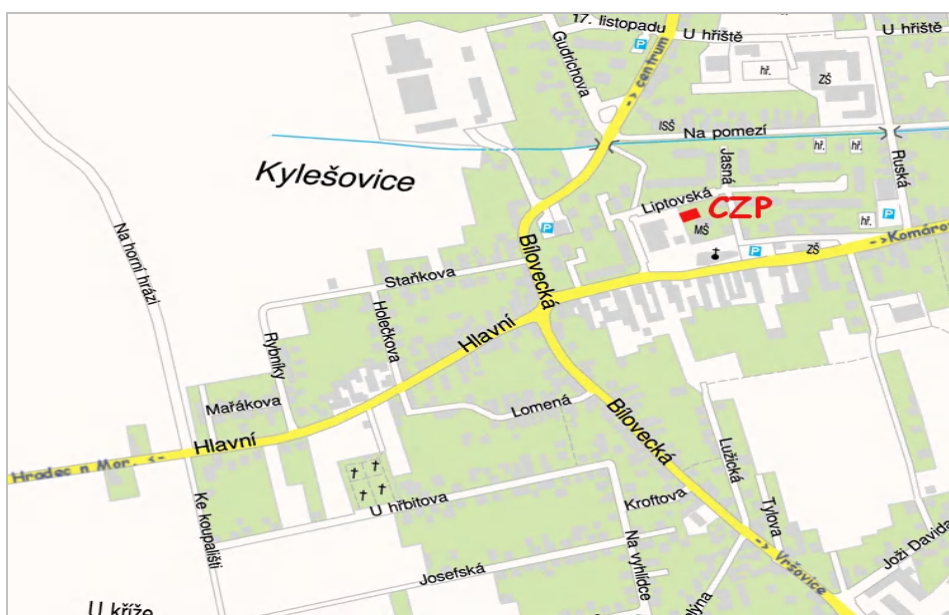 17. listopadu
U hřiště
U hřiště
Gudrichova
P
-> centrum
hř.
ZŠ
ISŠ
Na pomezí
hř.
hř.
Jasná
Ruská
Kylešovice
Liptovská
CZP
MŠ
hř.
P
P
P
ZŠ
-> Komárov
Na horní hrázi
Bílovecká
Staňkova
Holečkova
Rybníky
Hlavní
Mařákova
Lomená
Bílovecká
Hlavní
Hradec n Mor. <-
Lužická
Ke koupališti
U hřbitova
Kroftova
Tylova
Na vyhlídce
-> Vršovice
Joži Davida
Josefská
U kříže